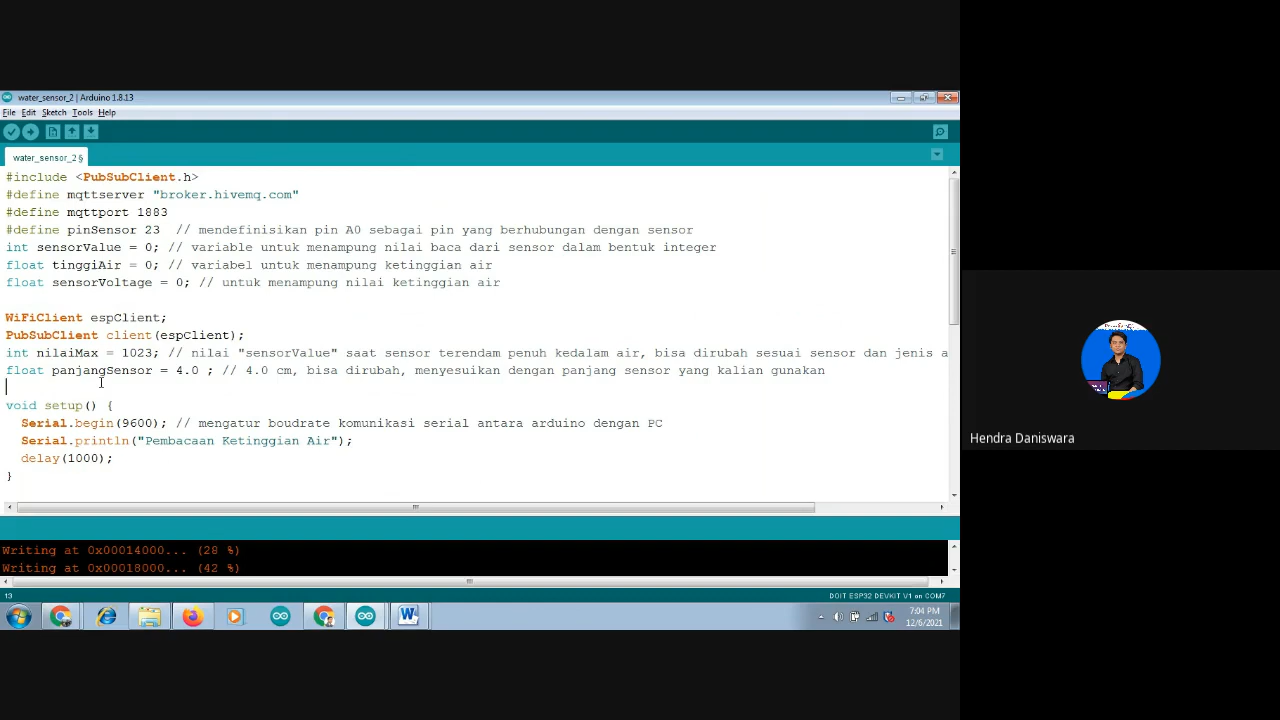 water_sensor_2 | Arduino 1.8.13
File Edit Sketch Tools Help
water_sensor_2 §
#include <PubSubClient.h>
#define mqttserver "broker.hivemq.com"
#define mqttport 1883
#define pinSensor 23  // mendefinisikan pin A0 sebagai pin yang berhubungan dengan sensor
int sensorValue = 0; // variable untuk menampung nilai baca dari sensor dalam bentuk integer
float tinggiAir = 0; // variabel untuk menampung ketinggian air
float sensorVoltage = 0; // untuk menampung nilai ketinggian air
WiFiClient espClient;
PubSubClient client(espClient);
int nilaiMax = 1023; // nilai "sensorValue" saat sensor terendam penuh kedalam air, bisa dirubah sesuai sensor dan jenis a
float panjangSensor = 4.0 ; // 4.0 cm, bisa dirubah, menyesuikan dengan panjang sensor yang kalian gunakan
void setup() {
  Serial.begin(9600); // mengatur boudrate komunikasi serial antara arduino dengan PC
  Serial.println("Pembacaan Ketinggian Air");
  delay(1000);
}
Writing at 0x00014000... (28 %)
Writing at 0x00018000... (42 %)
13
DOIT ESP32 DEVKIT V1 on COM7
7:04 PM
12/6/2021
Hendra Daniswara